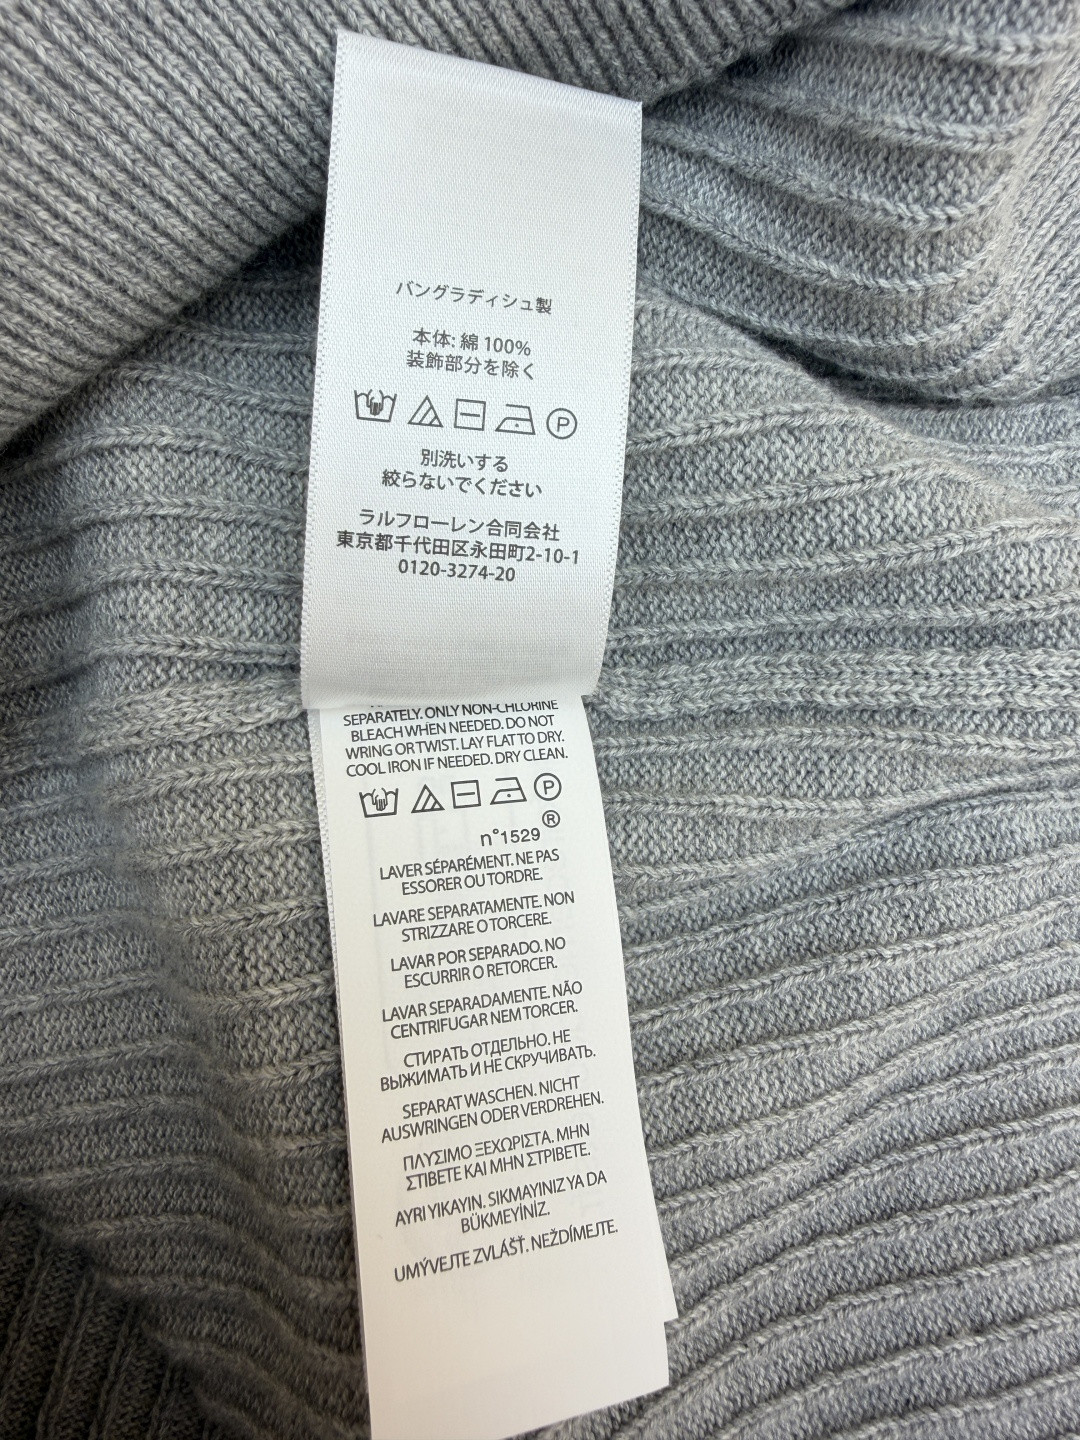 バングラディシュ製
本体: 綿 100%
装飾部分を除く
P
別洗いする
絞らないでください
ラルフローレン合同会社
東京都千代田区永田町2-10-1
0120-3274-20
SEPARATELY. ONLY NON-CHLORINE
BLEACH WHEN NEEDED. DO NOT
WRING OR TWIST. LAY FLAT TO DRY.
COOL IRON IF NEEDED. DRY CLEAN.
P
n°1529 ®
LAVER SÉPARÉMENT. NE PAS
ESSORER OU TORDRE.
LAVARE SEPARATAMENTE. NON
STRIZZARE O TORCERE.
LAVAR POR SEPARADO. NO
ESCURRIR O RETORCER.
LAVAR SEPARADAMENTE. NÃO
CENTRIFUGAR NEM TORCER.
СТИРАТЬ ОТДЕЛЬНО. НЕ
ВЫЖИМАТЬ И НЕ СКРУЧИВАТЬ.
SEPARAT WASCHEN. NICHT
AUSWRINGEN ODER VERDREHEN.
ΠΛΥΣΙΜΟ ΞΕΧΩΡΙΣΤΑ. ΜΗΝ
ΣΤΙΒΕΤΕ ΚΑΙ ΜΗΝ ΣΤΡΙΒΕΤΕ.
AYRI YIKAYIN. SIKMAYINIZ YA DA
BÜKMEYİNİZ.
UMÝVEJTE ZVLÁŠŤ. NEŽDÍMEJTE.